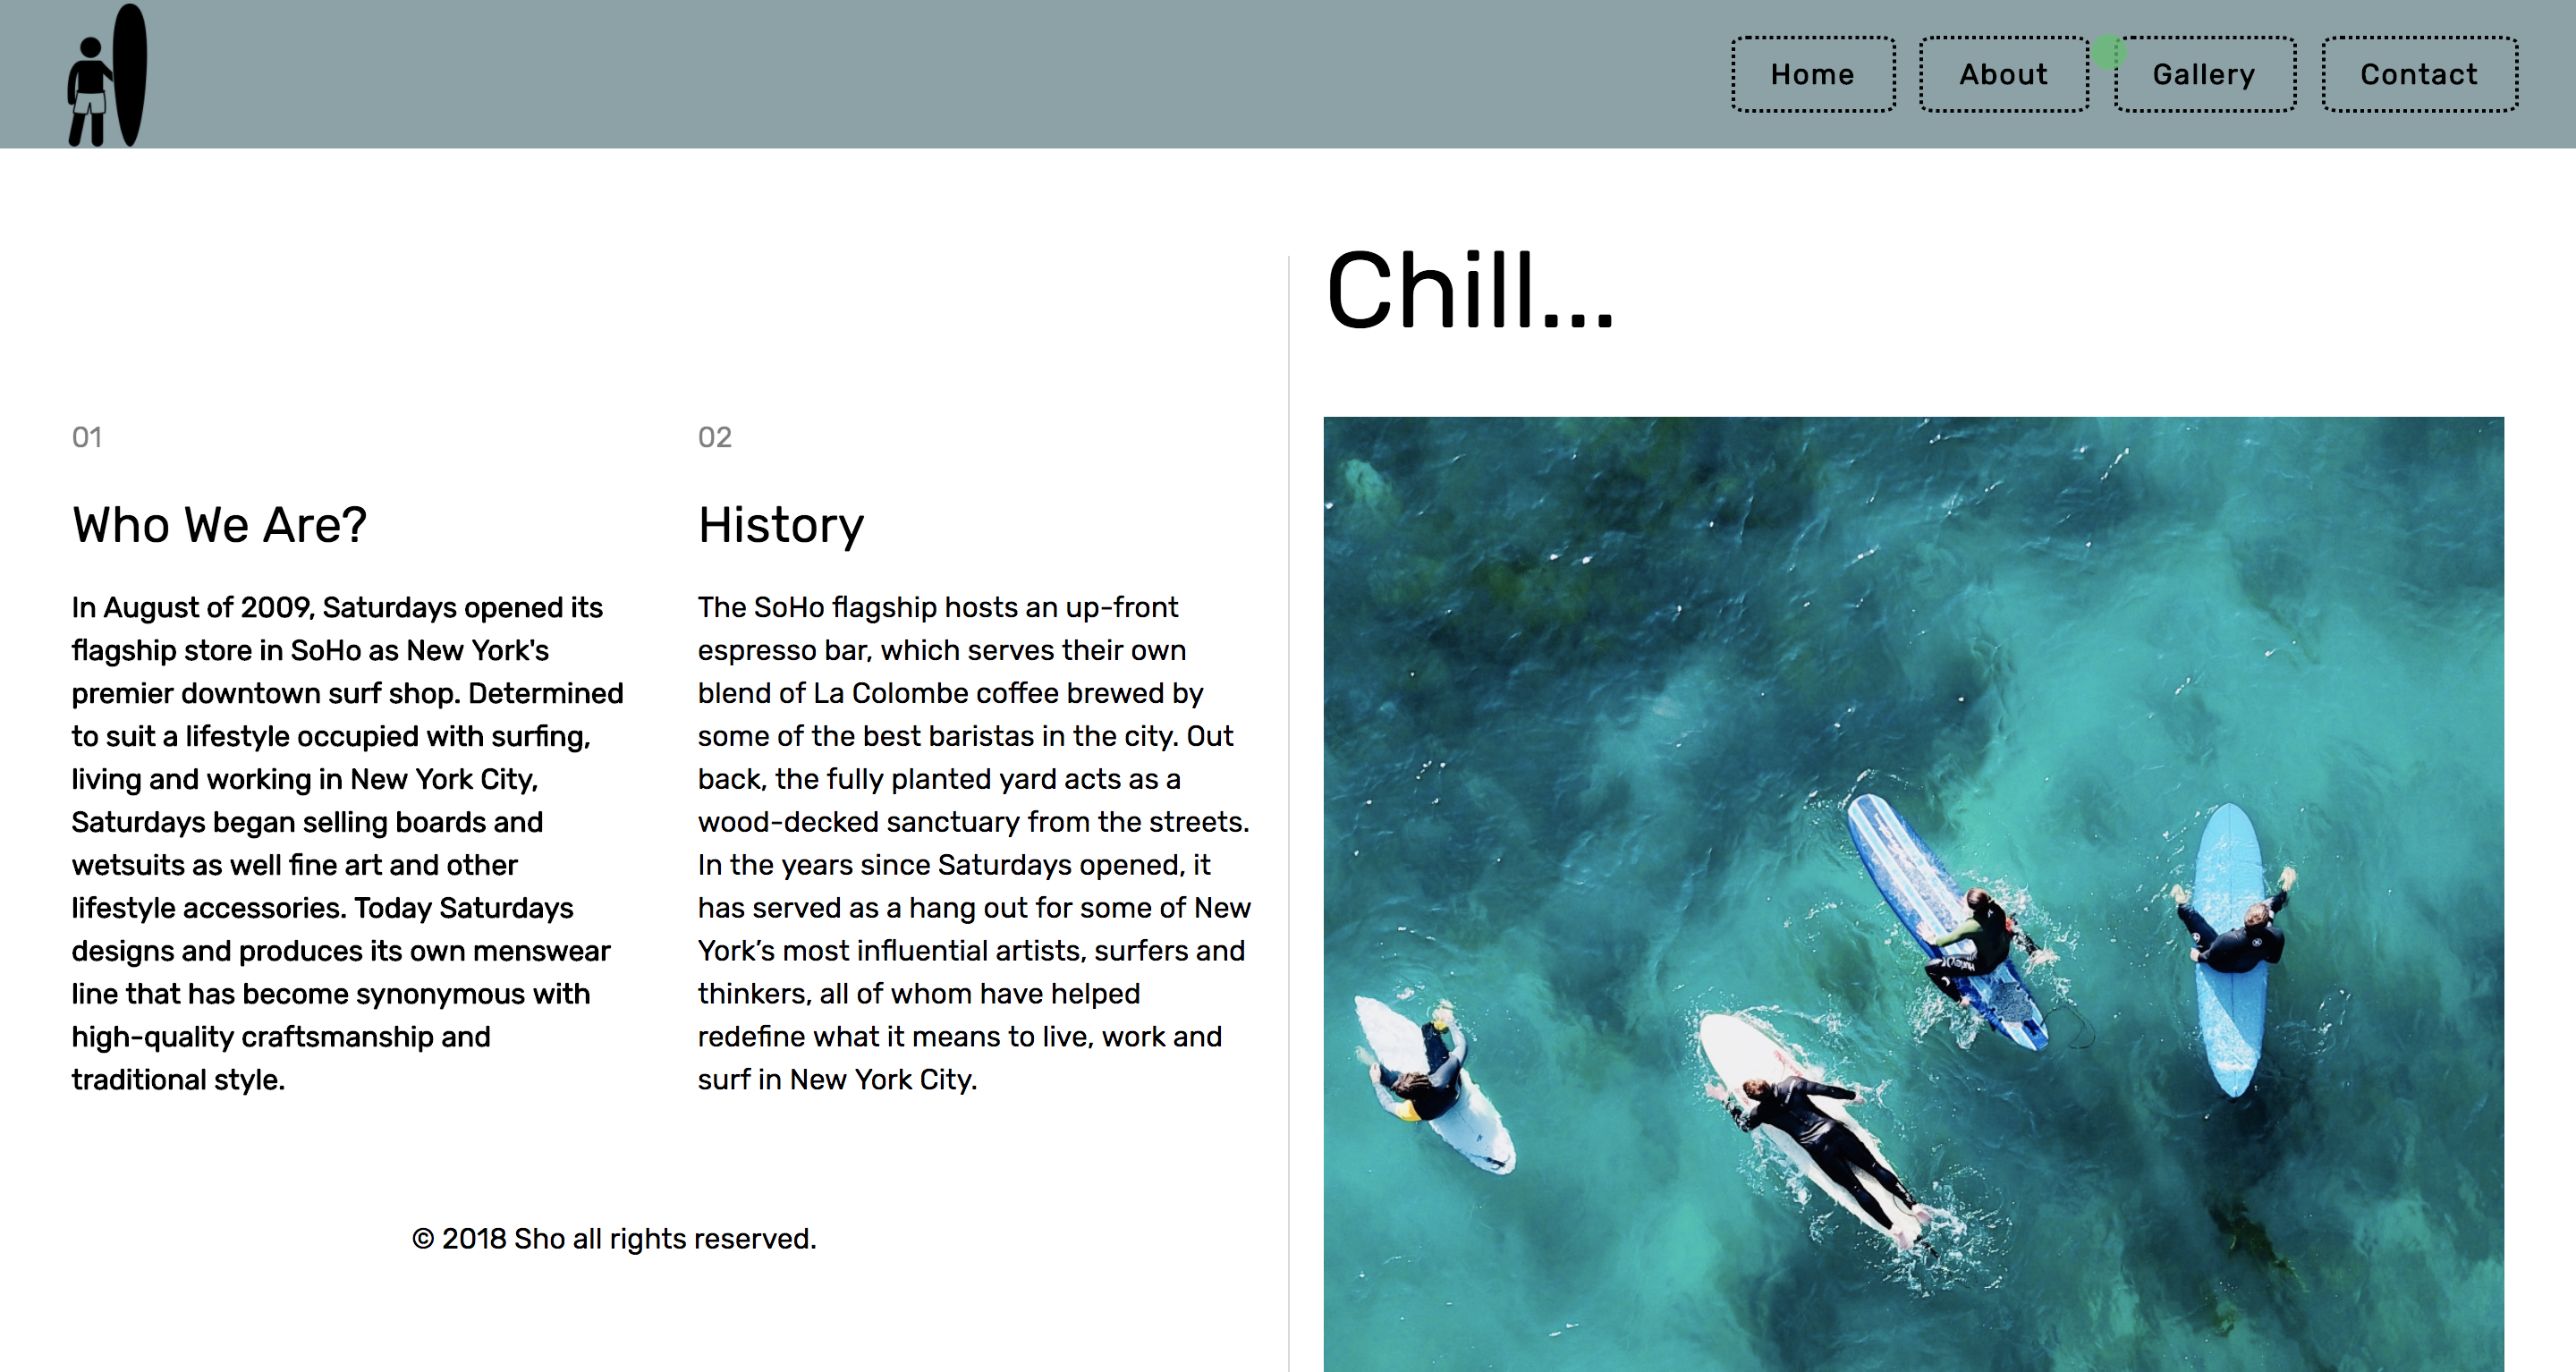 Home
About
Gallery
Contact
Chill...
01
Who We Are?
In August of 2009, Saturdays opened its
flagship store in SoHo as New York's
premier downtown surf shop. Determined
to suit a lifestyle occupied with surfing,
living and working in New York City,
Saturdays began selling boards and
wetsuits as well fine art and other
lifestyle accessories. Today Saturdays
designs and produces its own menswear
line that has become synonymous with
high-quality craftsmanship and
traditional style.
02
History
The SoHo flagship hosts an up-front
espresso bar, which serves their own
blend of La Colombe coffee brewed by
some of the best baristas in the city. Out
back, the fully planted yard acts as a
wood-decked sanctuary from the streets.
In the years since Saturdays opened, it
has served as a hang out for some of New
York’s most influential artists, surfers and
thinkers, all of whom have helped
redefine what it means to live, work and
surf in New York City.
© 2018 Sho all rights reserved.